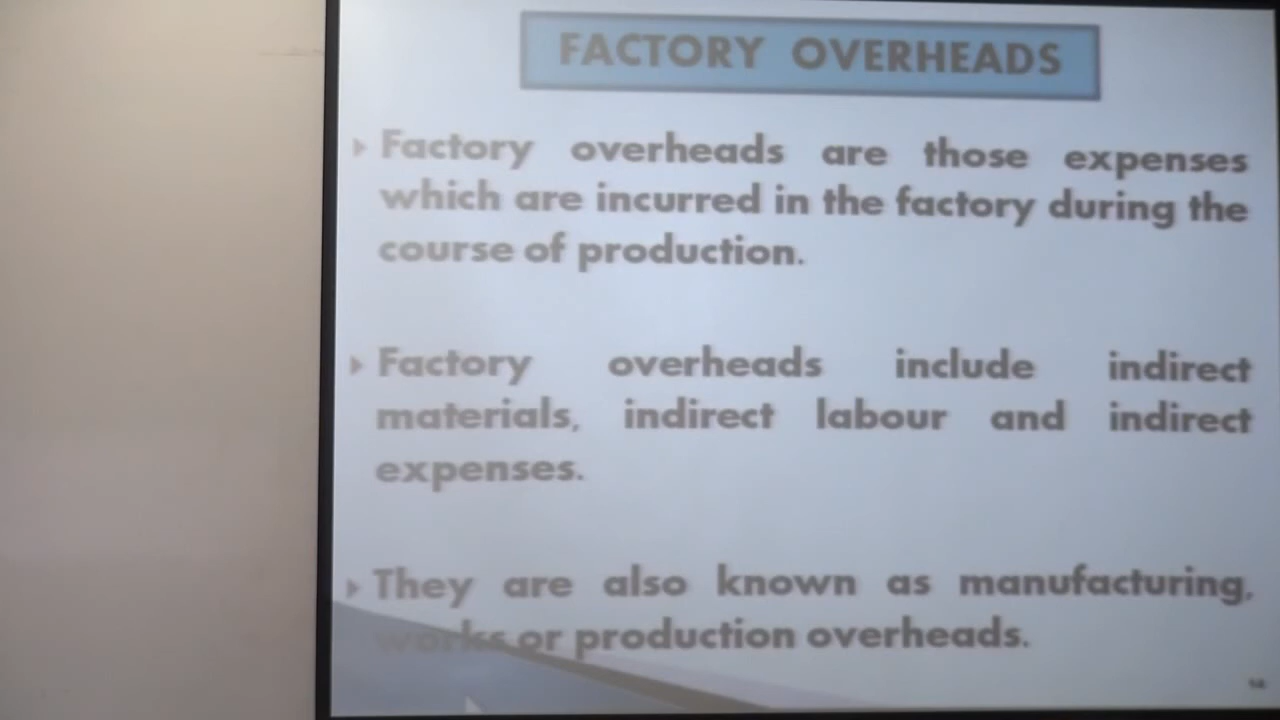 FACTORY OVERHEADS
Factory overheads are those expenses
which are incurred in the factory during the
course of production.
Factory overheads include indirect
materials, indirect labour and indirect
expenses.
They are also known as manufacturing,
works or production overheads.